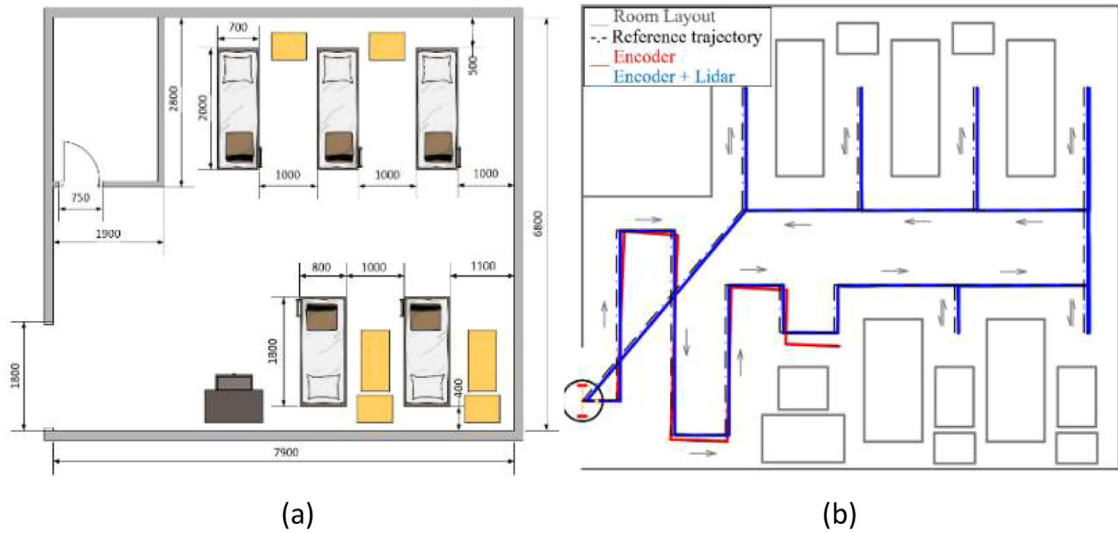 700
500
2800
2000
1000
1000
1000
750
1900
6800
800
1000
1100
1800
1800
400
7900
(a)
Room Layout
Reference trajectory
Encoder
Encoder + Lidar
(b)